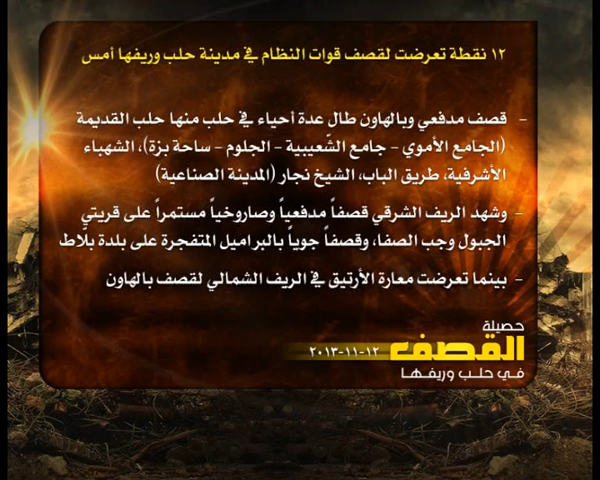 ١٢ نقطة تعرضت لقصف قوات النظام في مدينة حلب وريفها أمس
- قصف مدفعي وبالهاون طال عدة أحياء في حلب منها حلب القديمة
(الجامع الأموي - جامع الشّعيبية - الجلوم - ساحة بزة)، الشهباء
الأشرفية، طريق الباب، الشيخ نجار (المدينة الصناعية)
- وشهد الريف الشرقي قصفاً مدفعياً وصاروخياً مستمراً على قريتي
الجبول وجب الصفا، وقصفاً جوياً بالبراميل المتفجرة على بلدة بلاط
- بينما تعرضت معارة الأرتيق في الريف الشمالي لقصف بالهاون
حصيلة
القصف ١٢-١١-٢٠١٣
في حلب وريفها